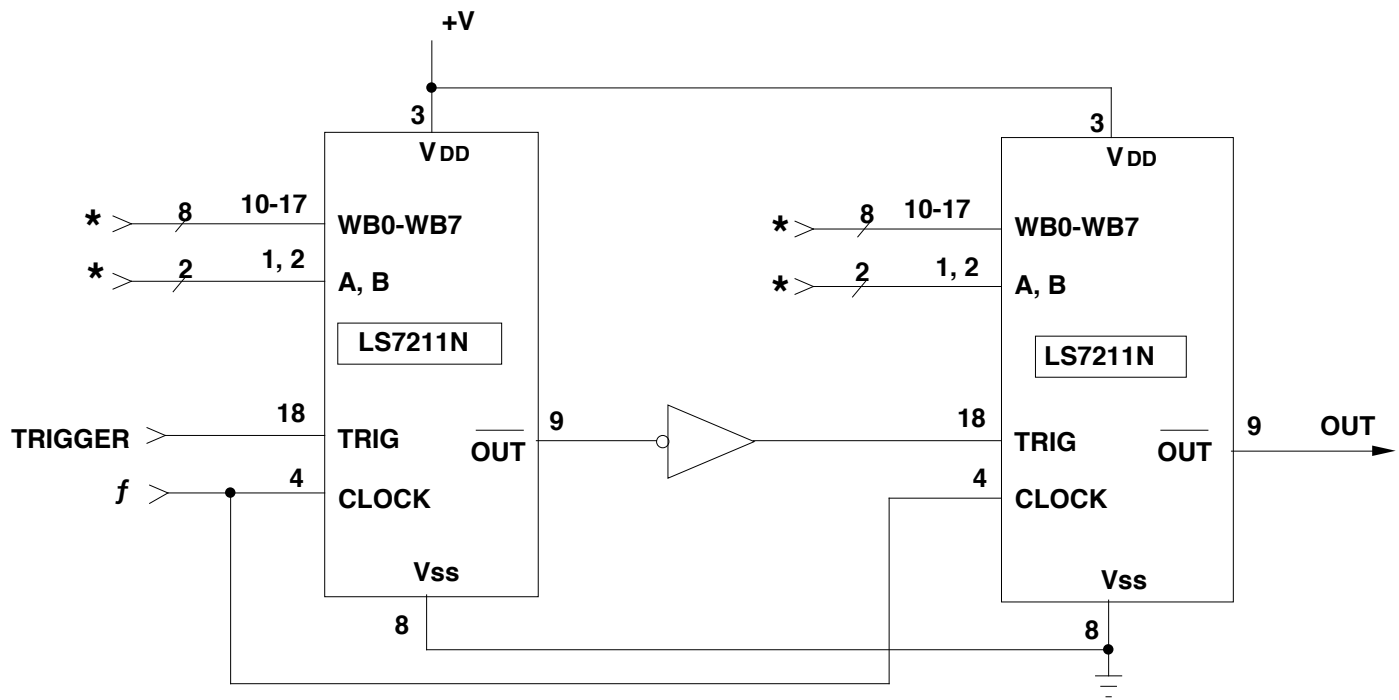 +V
3
VDD
* 8 10-17 WB0-WB7
* 2 1, 2 A, B
LS7211N
TRIGGER 18 TRIG
OUT 9
ƒ 4 CLOCK
Vss
8
3
VDD
* 8 10-17 WB0-WB7
* 2 1, 2 A, B
LS7211N
18 TRIG
OUT 9 OUT
4 CLOCK
Vss
8